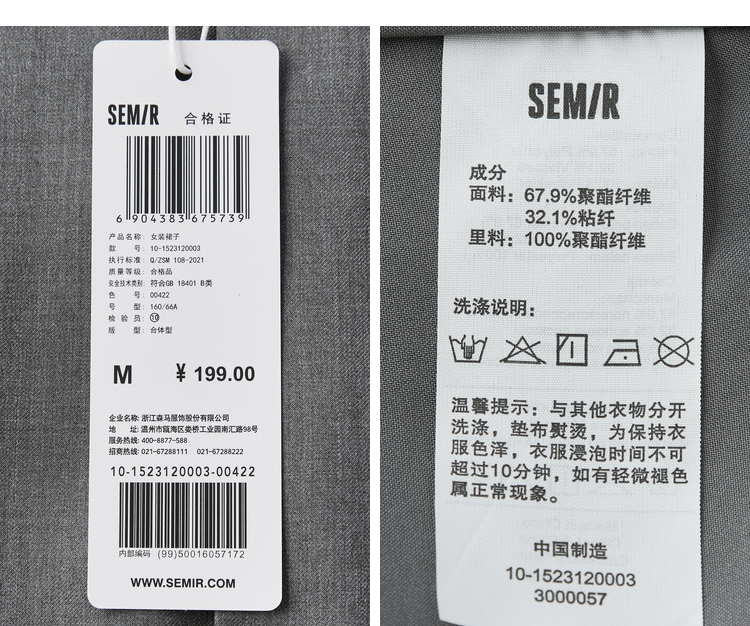 SEMIR 合格证
6 904383 675739
产品名称: 女装裙子
款 号: 10-1523120003
执行标准: Q/ZSM 108-2021
质量等级: 合格品
安全技术类别: 符合GB 18401 B类
色 号: 00422
号 型: 160/66A
检 验 员: ⑩
版 型: 合体型
M ¥ 199.00
企业名称: 浙江森马服饰股份有限公司
地 址: 温州市瓯海区娄桥工业园南汇路98号
服务热线: 400-8877-588
招商热线: 021-67288111 021-67288222
10-1523120003-00422
内部编码 (99)50016057172
WWW.SEMIR.COM
SEMIR
成分
面料: 67.9%聚酯纤维
32.1%粘纤
里料: 100%聚酯纤维
洗涤说明:
温馨提示: 与其他衣物分开
洗涤，垫布熨烫，为保持衣
服色泽，衣服浸泡时间不可
超过10分钟，如有轻微褪色
属正常现象。
中国制造
10-1523120003
3000057